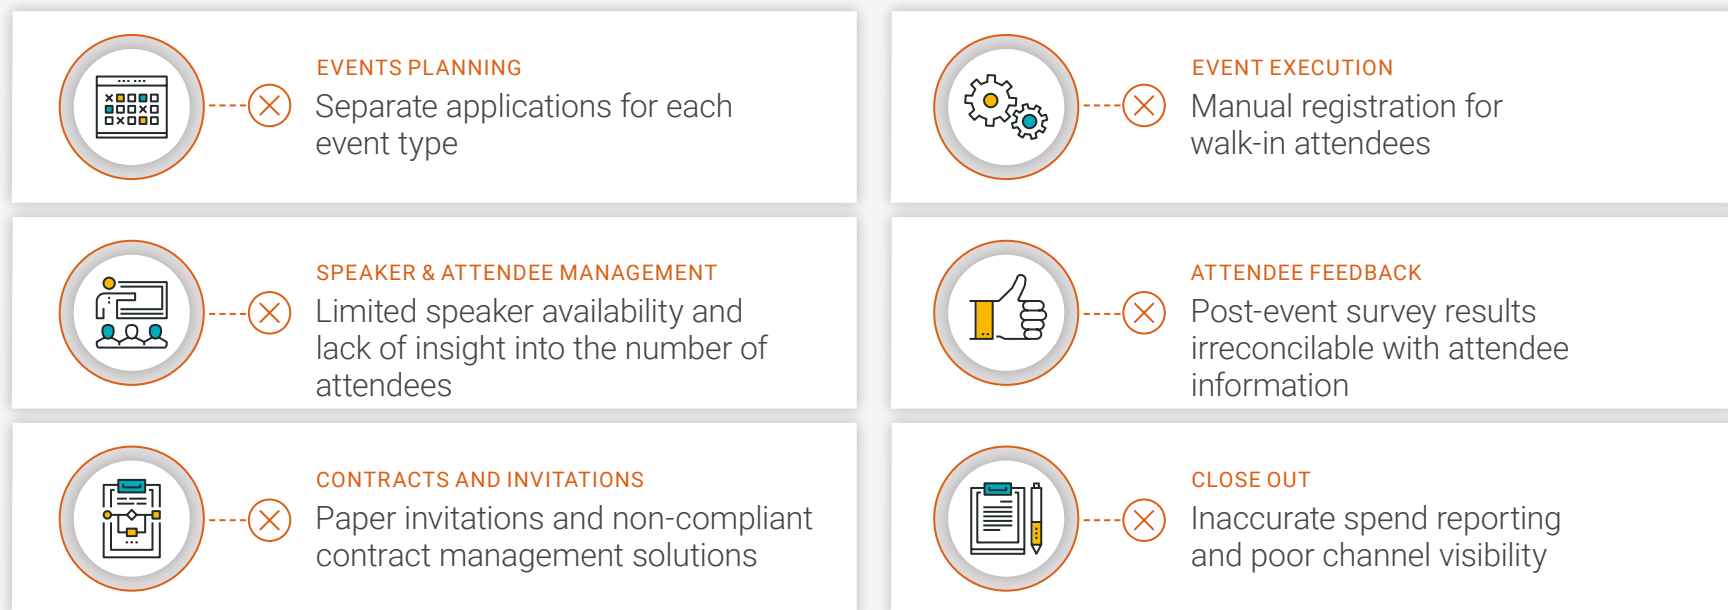 EVENTS PLANNING
Separate applications for each
event type
SPEAKER & ATTENDEE MANAGEMENT
Limited speaker availability and
lack of insight into the number of
attendees
CONTRACTS AND INVITATIONS
Paper invitations and non-compliant
contract management solutions
EVENT EXECUTION
Manual registration for
walk-in attendees
ATTENDEE FEEDBACK
Post-event survey results
irreconcilable with attendee
information
CLOSE OUT
Inaccurate spend reporting
and poor channel visibility